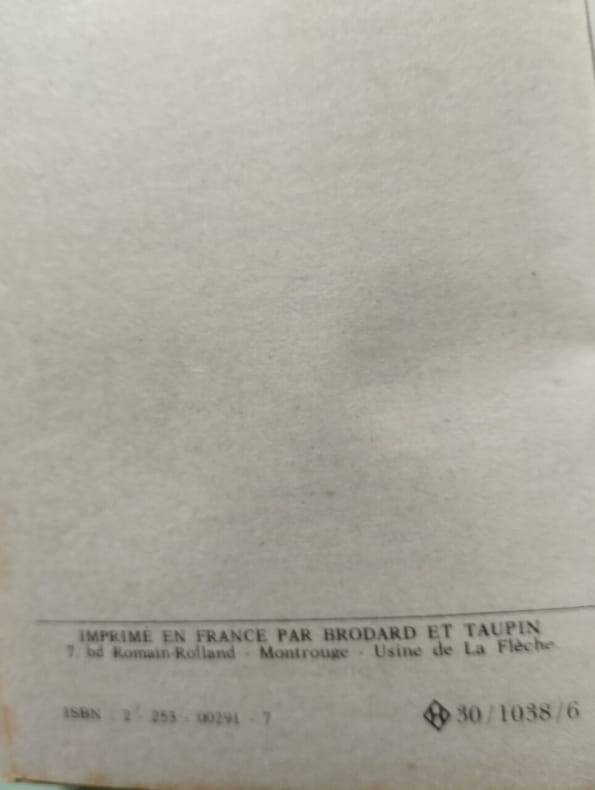 IMPRIMÉ EN FRANCE PAR BRODARD ET TAUPIN
7, bd Romain-Rolland - Montrouge - Usine de La Flèche.
ISBN - 2 - 253 - 00291 - 7
H 30/1038/6